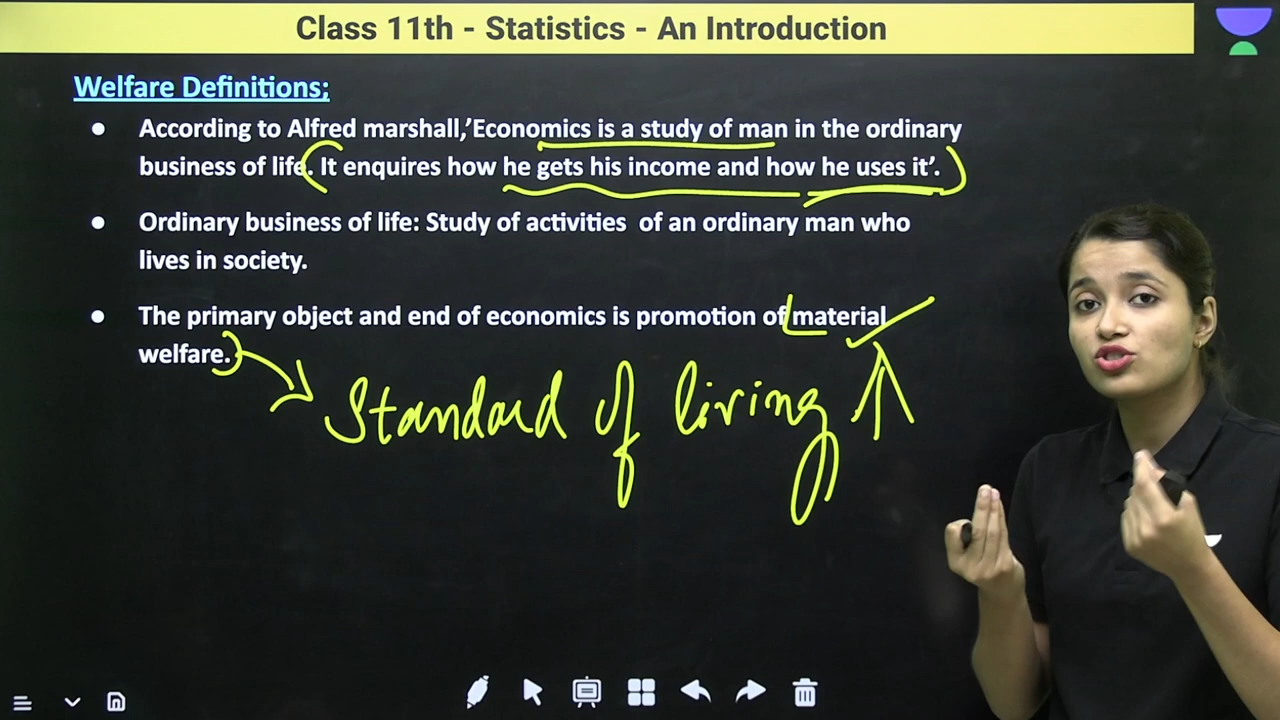 Class 11th - Statistics - An Introduction
Welfare Definitions;
● According to Alfred marshall,’Economics is a study of man in the ordinary
business of life. It enquires how he gets his income and how he uses it’.
● Ordinary business of life: Study of activities of an ordinary man who
lives in society.
● The primary object and end of economics is promotion of material
welfare.
Standard of living ↑